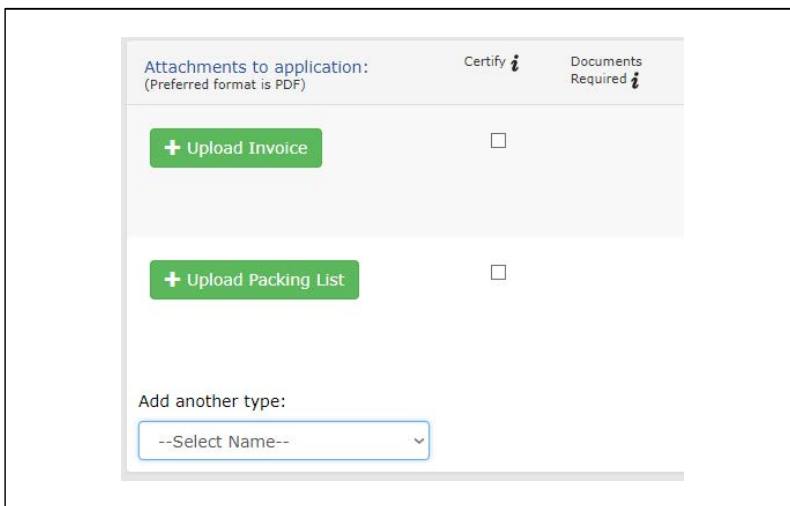 Attachments to application:
(Preferred format is PDF)
Certify i
Documents
Required i
+ Upload Invoice
+ Upload Packing List
Add another type:
--Select Name--